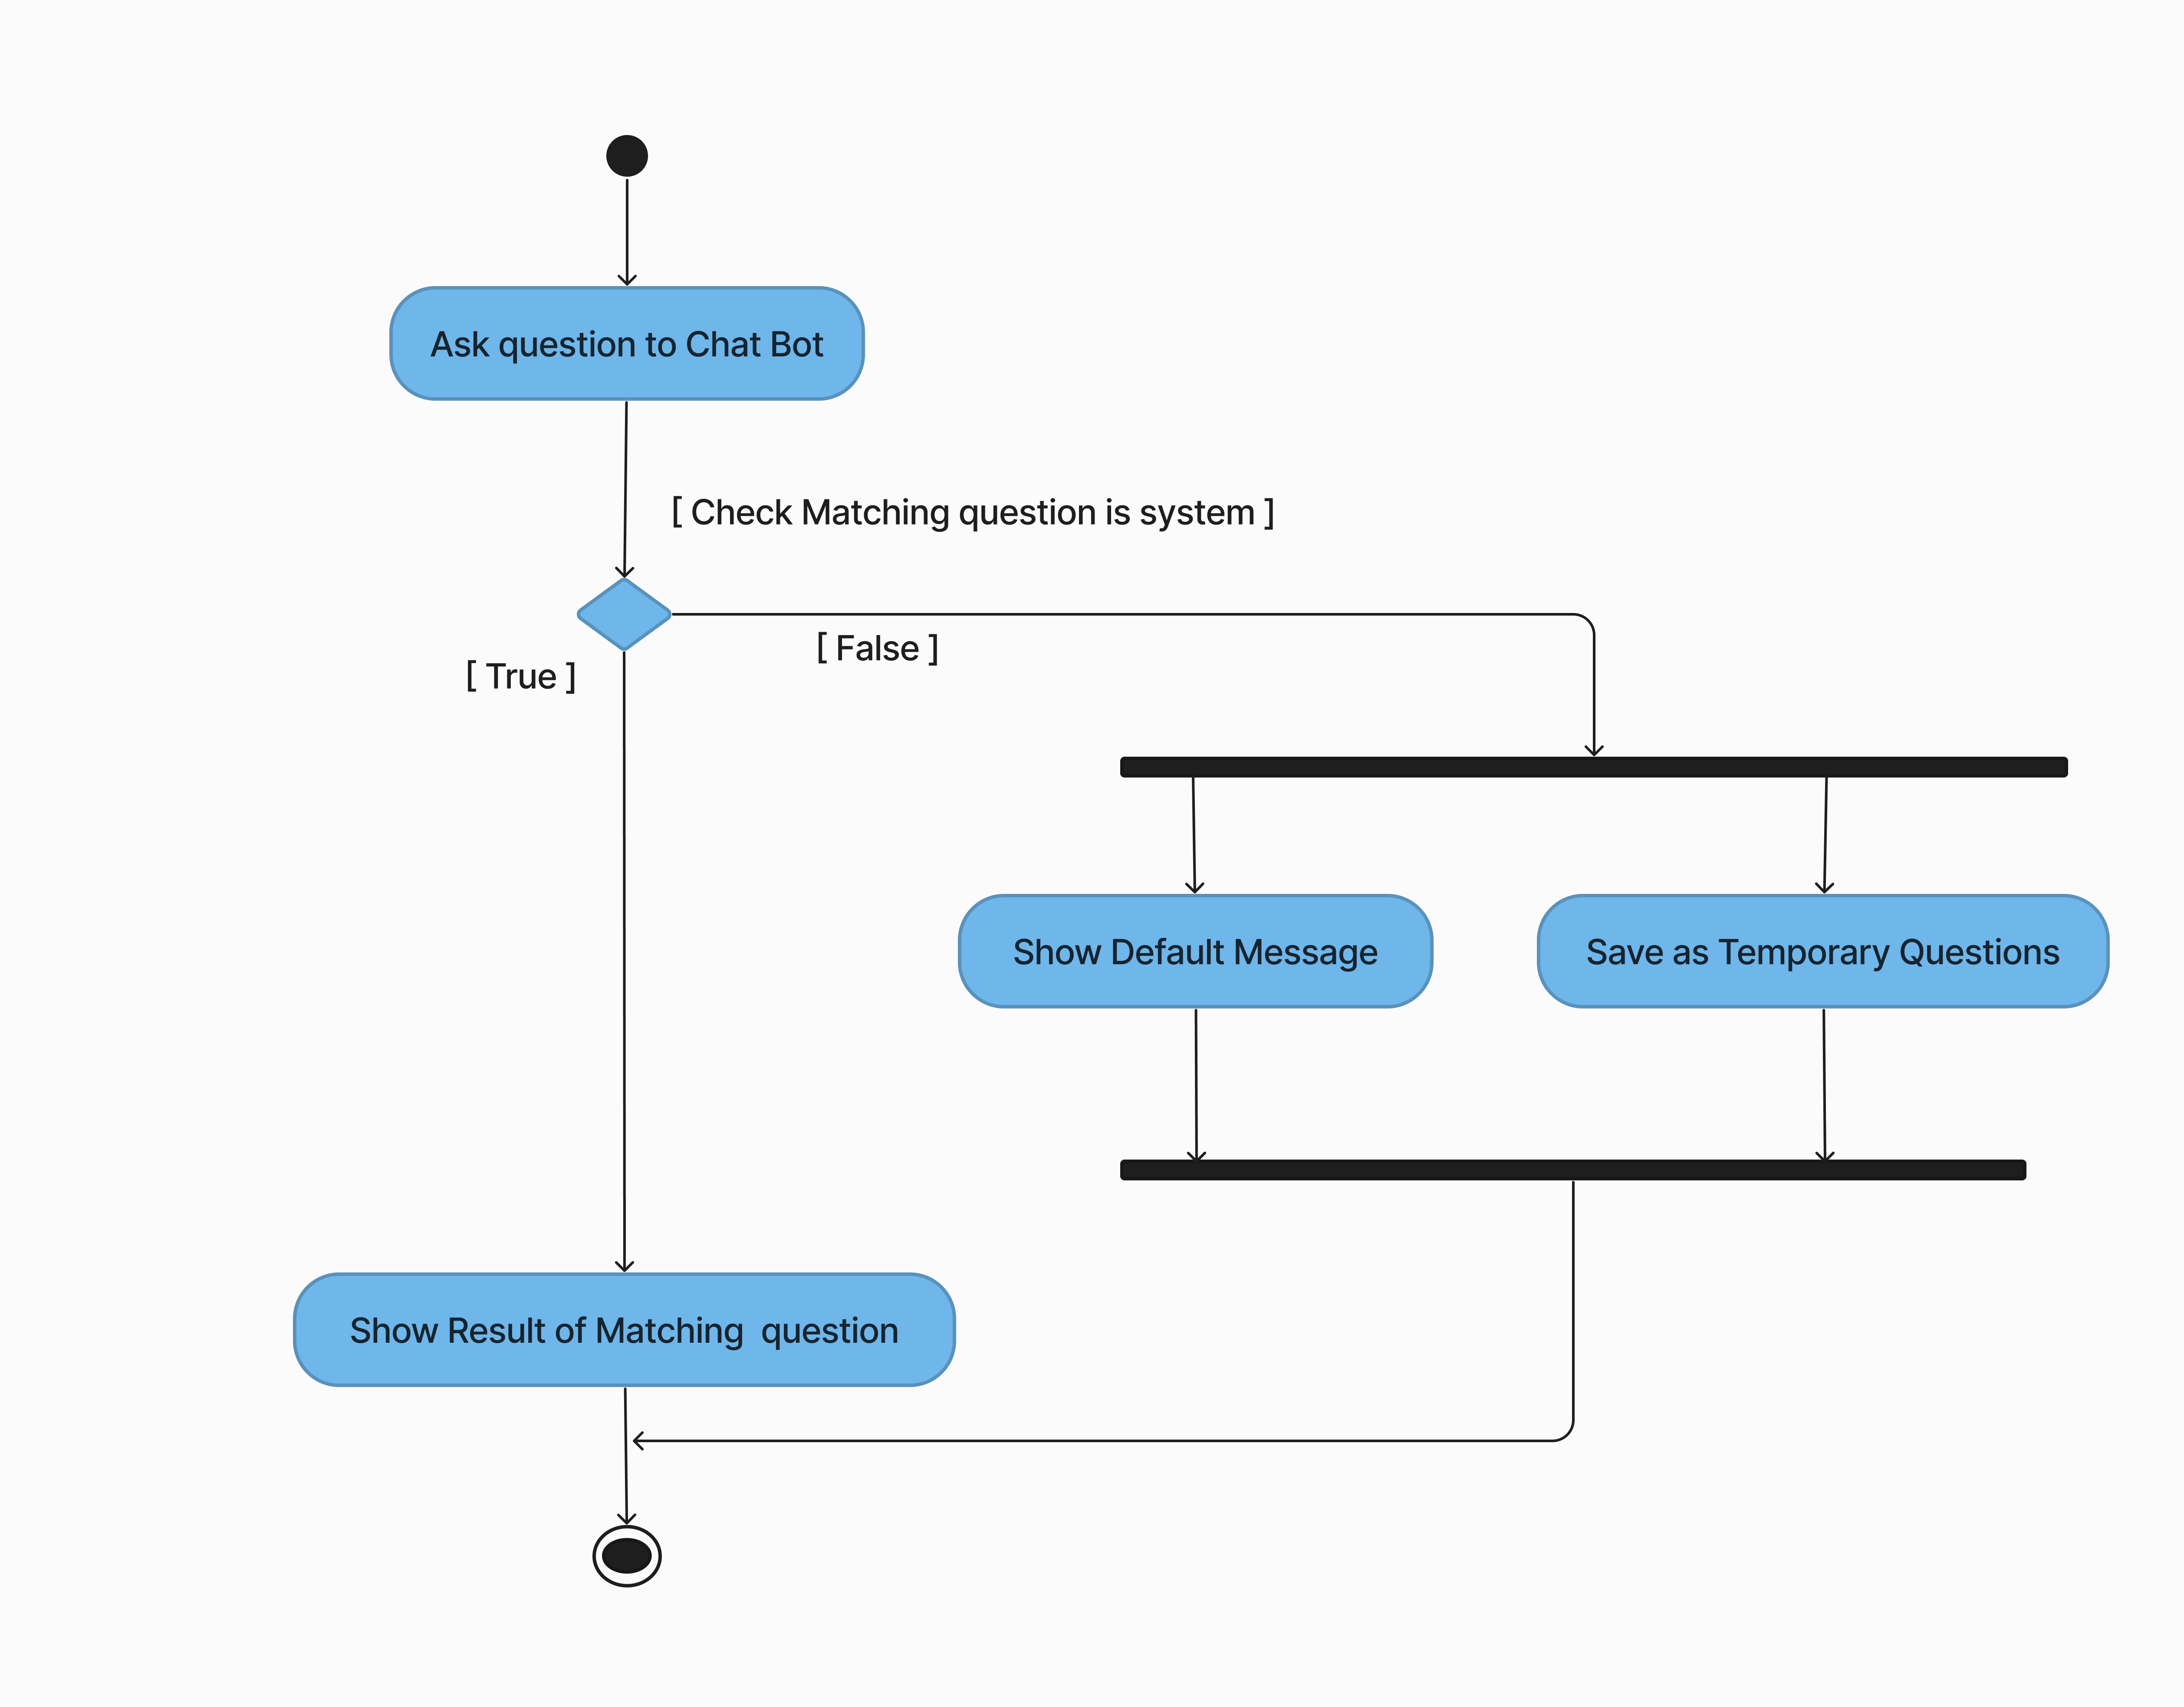 Ask question to Chat Bot
[ Check Matching question is system ]
[ False ]
[ True ]
Show Default Message
Save as Temporary Questions
Show Result of Matching  question